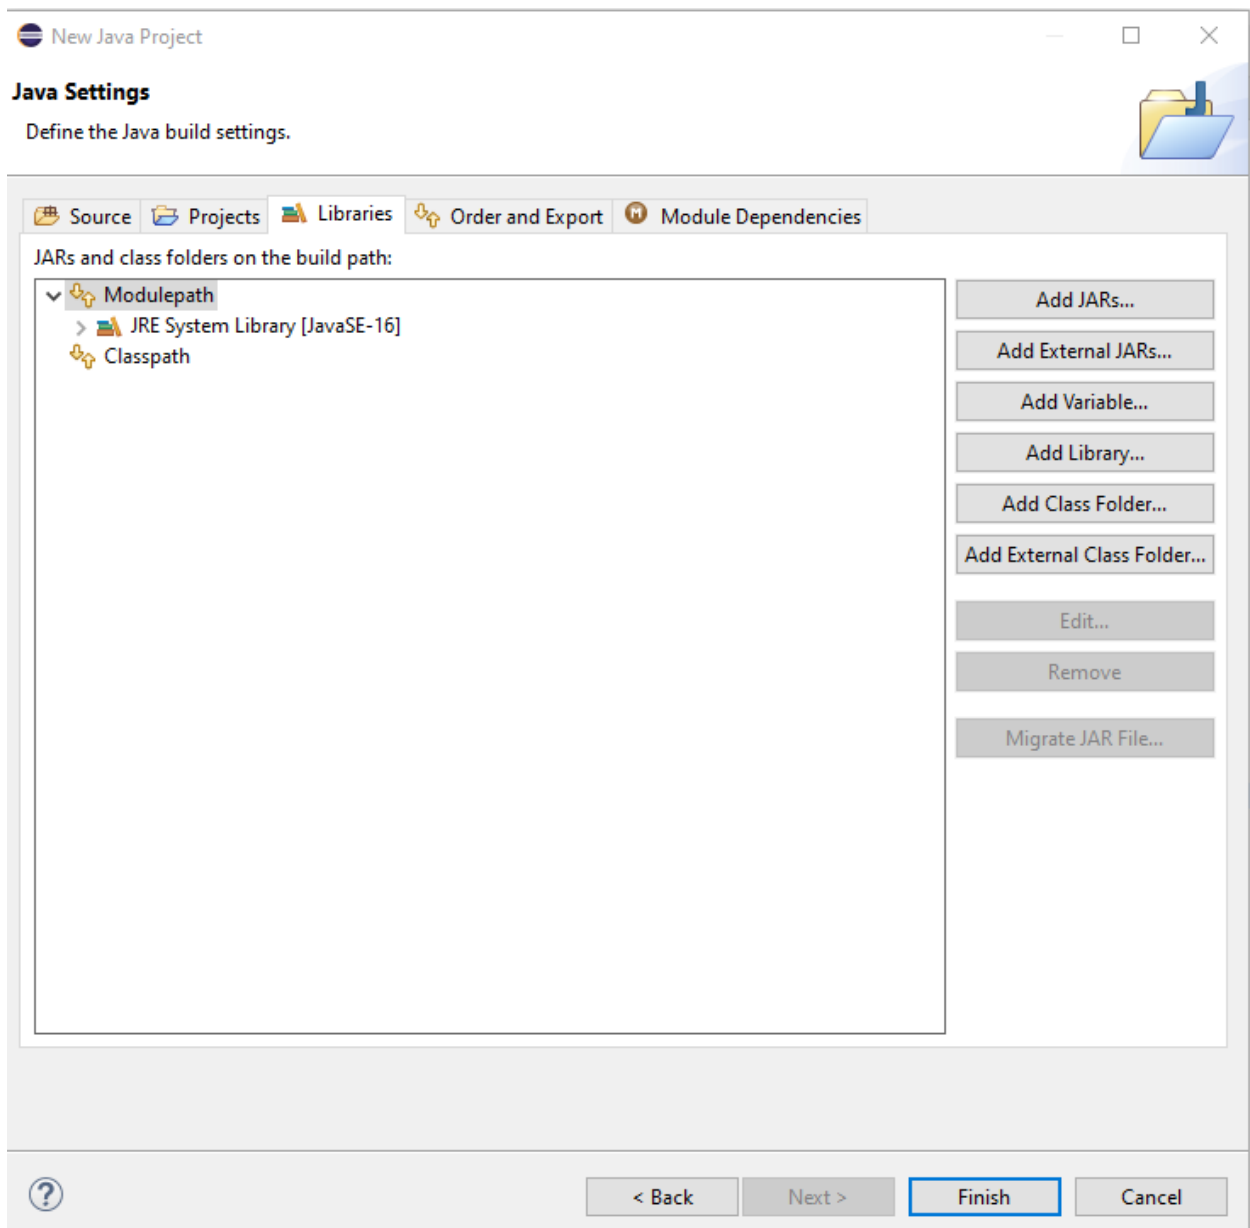 New Java Project
Java Settings
Define the Java build settings.
Source Projects Libraries Order and Export Module Dependencies
JARs and class folders on the build path:
Modulepath
JRE System Library [JavaSE-16]
Classpath
Add JARs...
Add External JARs...
Add Variable...
Add Library...
Add Class Folder...
Add External Class Folder...
Edit...
Remove
Migrate JAR File...
? < Back Next > Finish Cancel